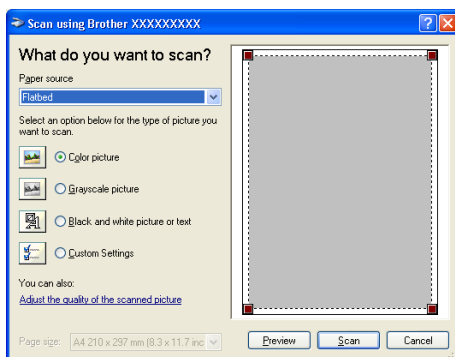 Scan using Brother XXXXXXXXX
What do you want to scan?
Paper source
Flatbed
Select an option below for the type of picture you
want to scan.
Color picture
Grayscale picture
Black and white picture or text
Custom Settings
You can also:
Adjust the quality of the scanned picture
Page size: A4 210 x 297 mm (8.3 x 11.7 inc
Preview Scan Cancel